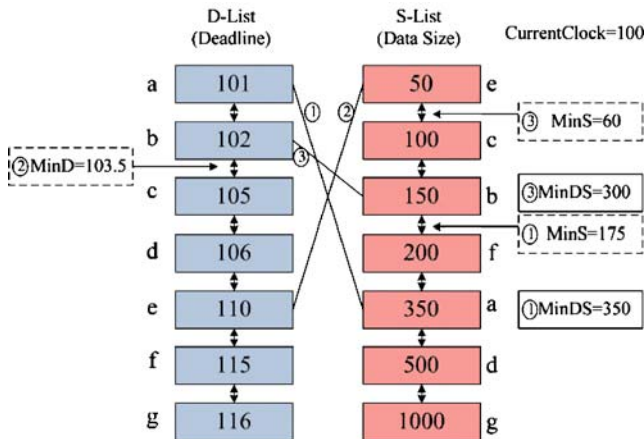 D-List
(Deadline)
S-List
(Data Size)
CurrentClock=100
a 101 ① 50 ② e
③ MinS=60
b 102 ③ 100 c
②MinD=103.5
c 105 150 b
③MinDS=300
① MinS=175
d 106 200 f
e 110 350 a
①MinDS=350
f 115 500 d
g 116 1000 g